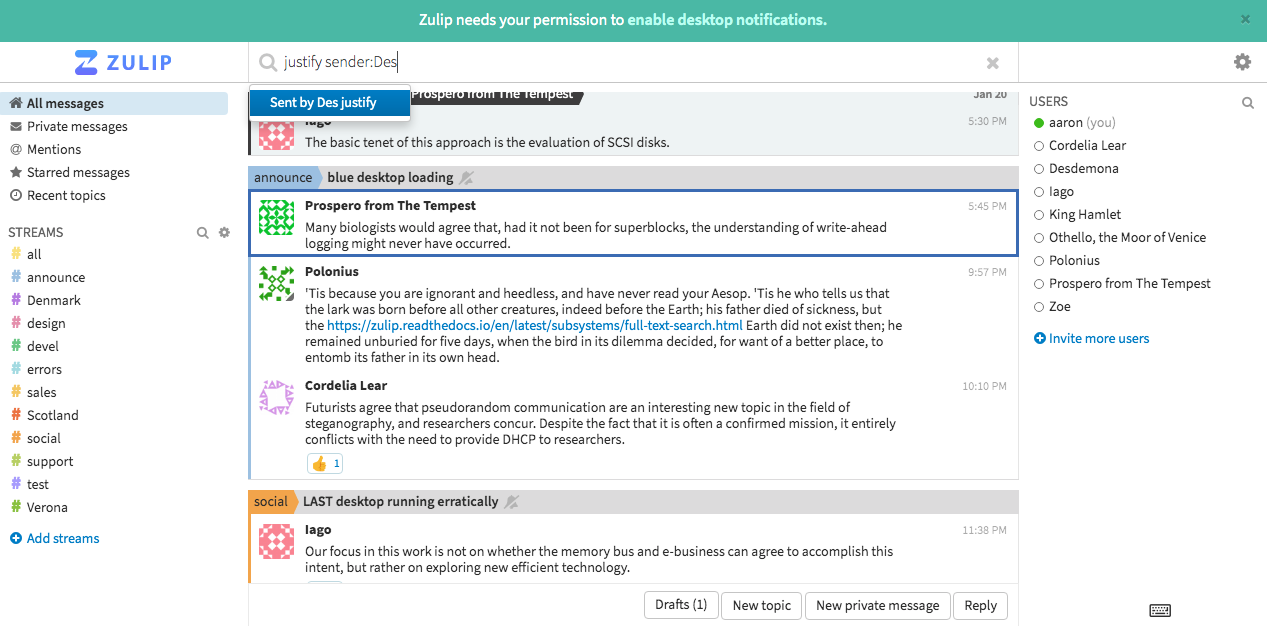 Zulip needs your permission to enable desktop notifications. ×
ZULIP
justify sender:Des
Sent by Des justify
Prospero from The Tempest
Jan 20
All messages
Private messages
Mentions
Starred messages
Recent topics
STREAMS
# all
# announce
# Denmark
# design
# devel
# errors
# sales
# Scotland
# social
# support
# test
# Verona
Add streams
Iago 5:30 PM
The basic tenet of this approach is the evaluation of SCSI disks.
announce blue desktop loading
Prospero from The Tempest 5:45 PM
Many biologists would agree that, had it not been for superblocks, the understanding of write-ahead
logging might never have occurred.
Polonius 9:57 PM
'Tis because you are ignorant and heedless, and have never read your Aesop. 'Tis he who tells us that
the lark was born before all other creatures, indeed before the Earth; his father died of sickness, but
the https://zulip.readthedocs.io/en/latest/subsystems/full-text-search.html Earth did not exist then; he
remained unburied for five days, when the bird in its dilemma decided, for want of a better place, to
entomb its father in its own head.
Cordelia Lear 10:10 PM
Futurists agree that pseudorandom communication are an interesting new topic in the field of
steganography, and researchers concur. Despite the fact that it is often a confirmed mission, it entirely
conflicts with the need to provide DHCP to researchers.
👍 1
social LAST desktop running erratically
Iago 11:38 PM
Our focus in this work is not on whether the memory bus and e-business can agree to accomplish this
intent, but rather on exploring new efficient technology.
Drafts (1) New topic New private message Reply
USERS
aaron (you)
Cordelia Lear
Desdemona
Iago
King Hamlet
Othello, the Moor of Venice
Polonius
Prospero from The Tempest
Zoe
Invite more users